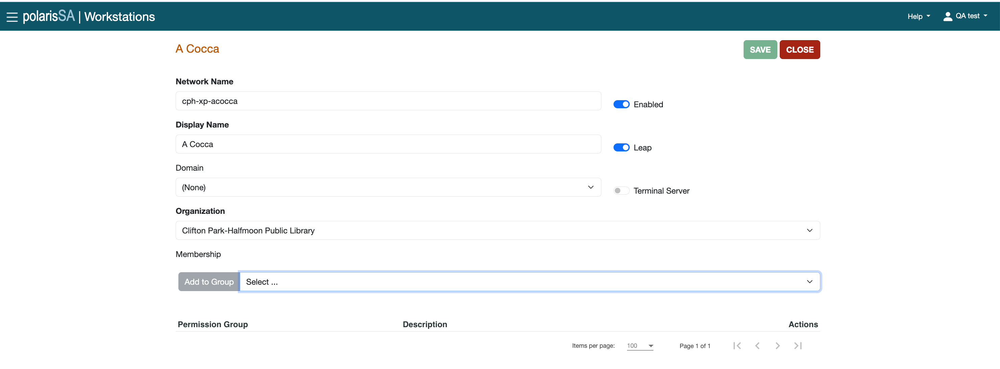 polarisSA | Workstations
Help
QA test
A Cocca
SAVE
CLOSE
Network Name
cph-xp-acocca
Enabled
Display Name
A Cocca
Leap
Domain
(None)
Terminal Server
Organization
Clifton Park-Halfmoon Public Library
Membership
Add to Group
Select ...
Permission Group Description Actions
Items per page: 100 Page 1 of 1